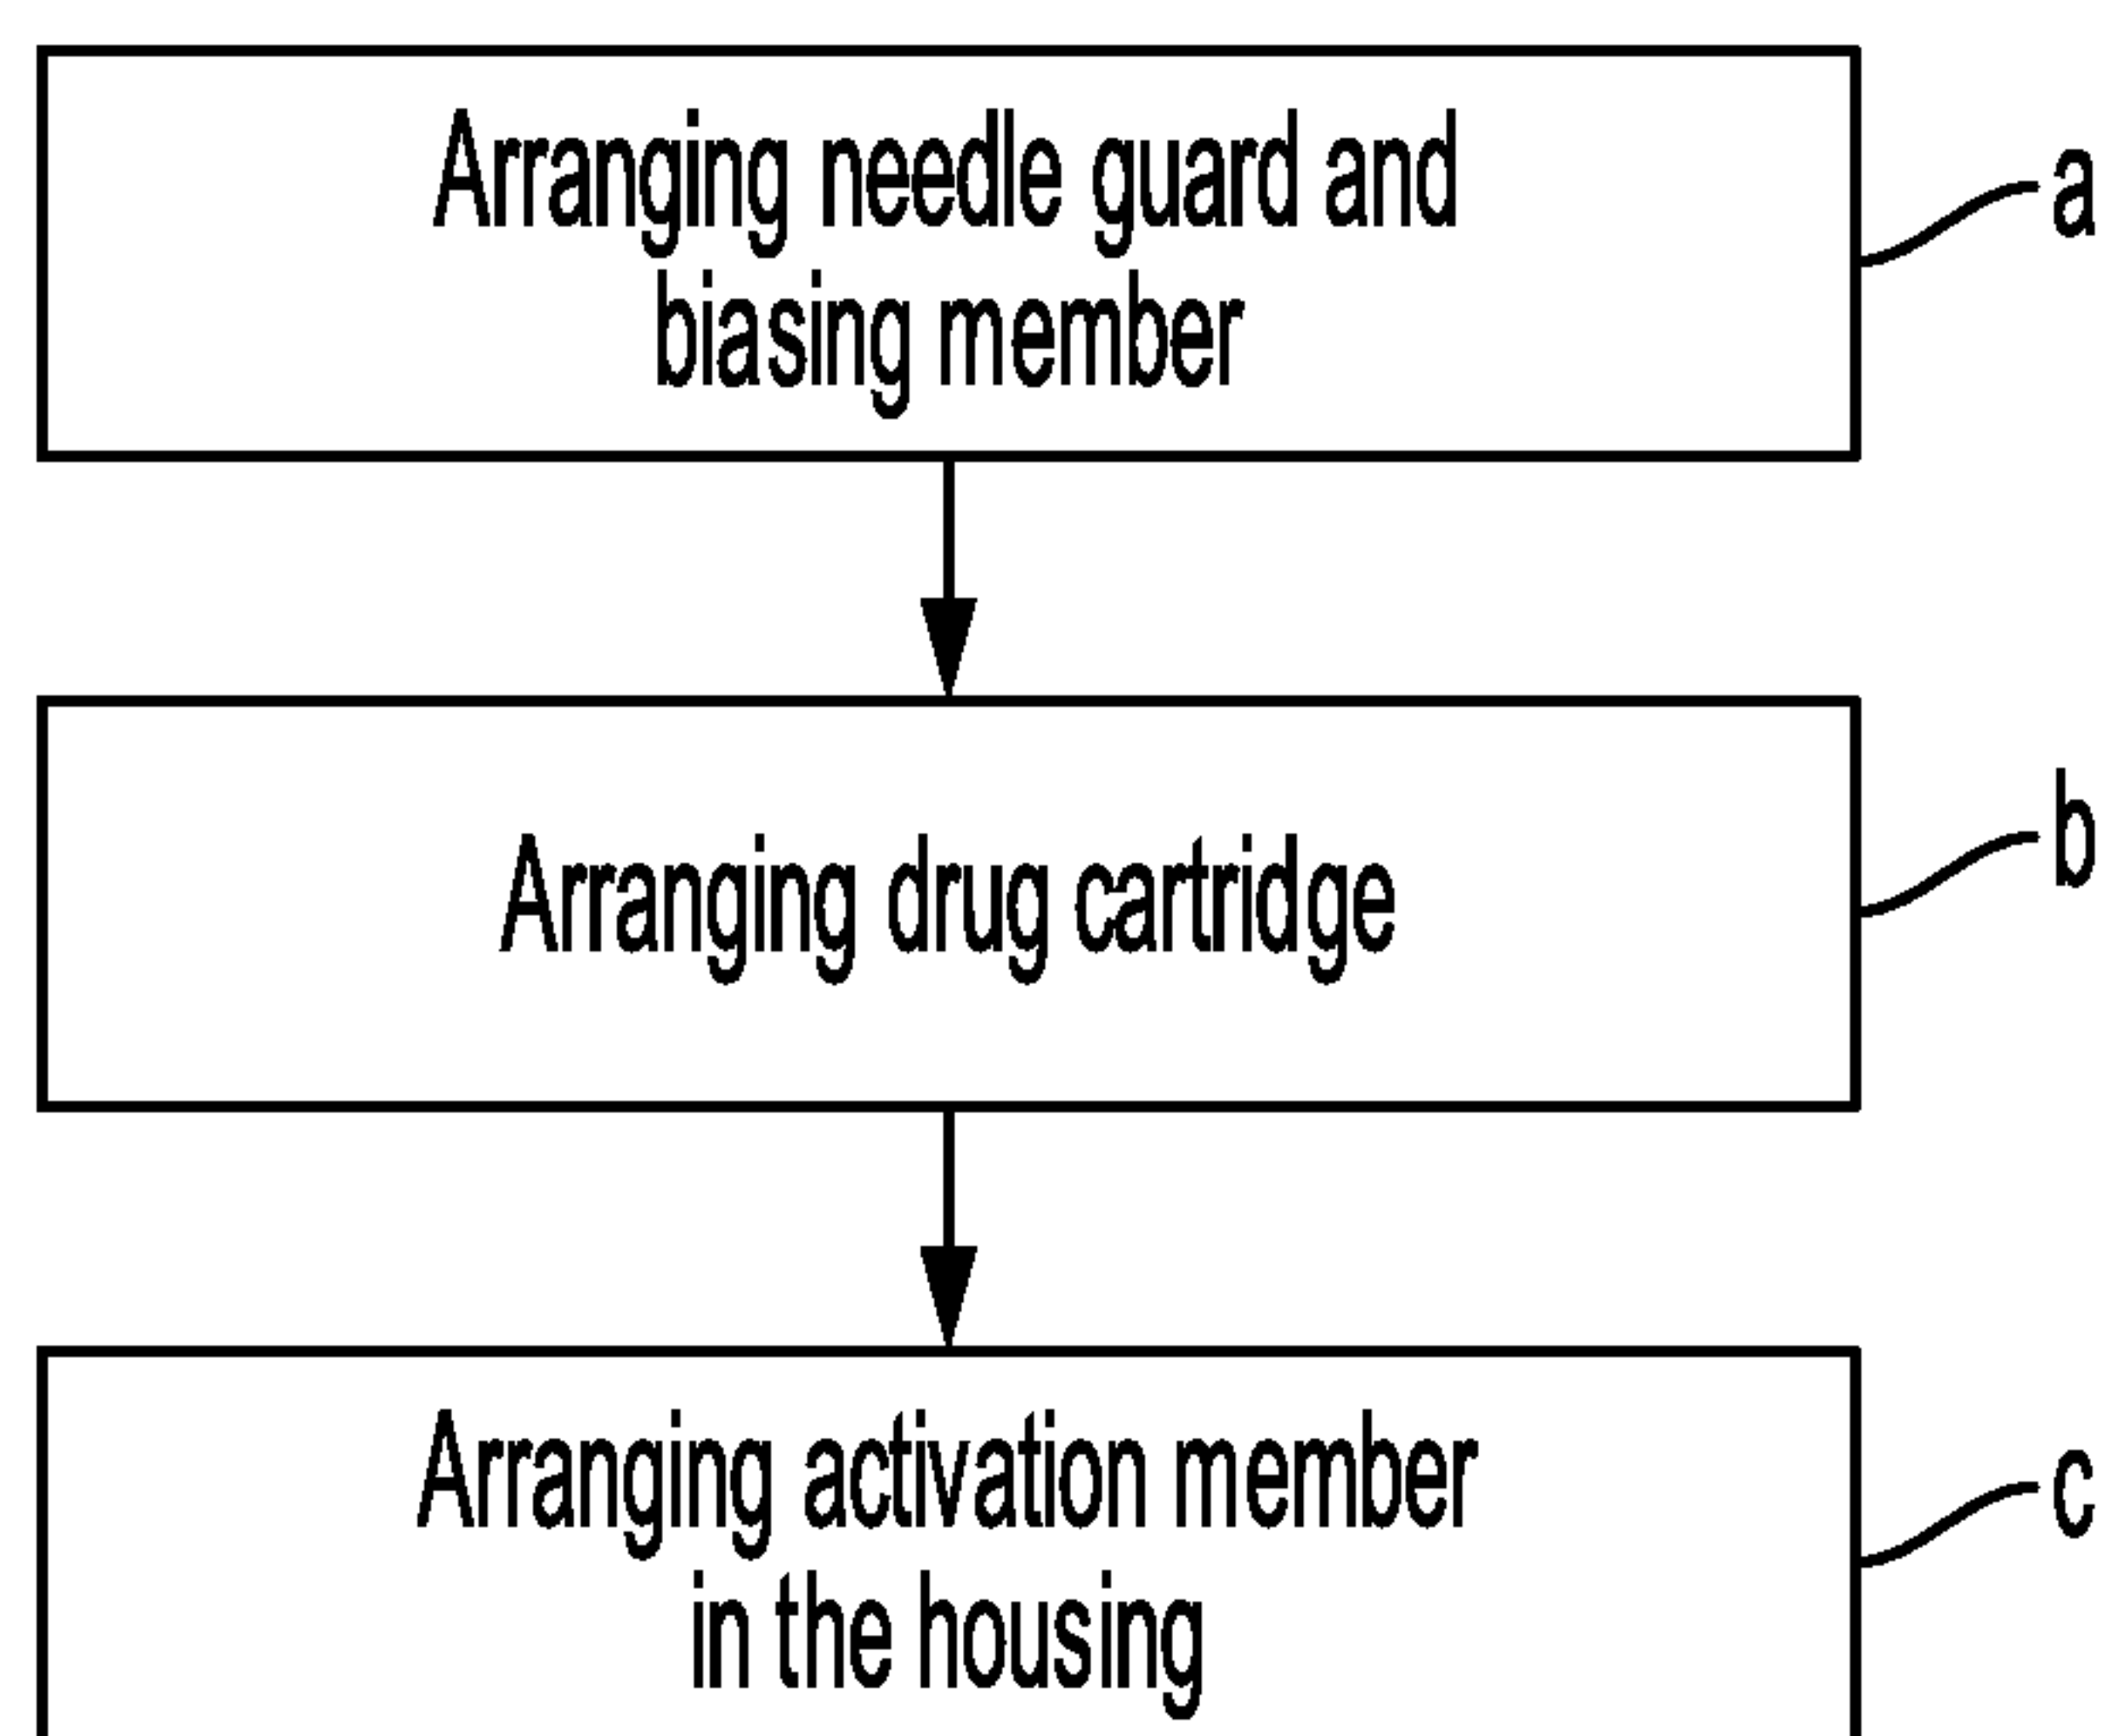 Arranging needle guard and
biasing member
a
Arranging drug cartridge
b
Arranging activation member
in the housing
c